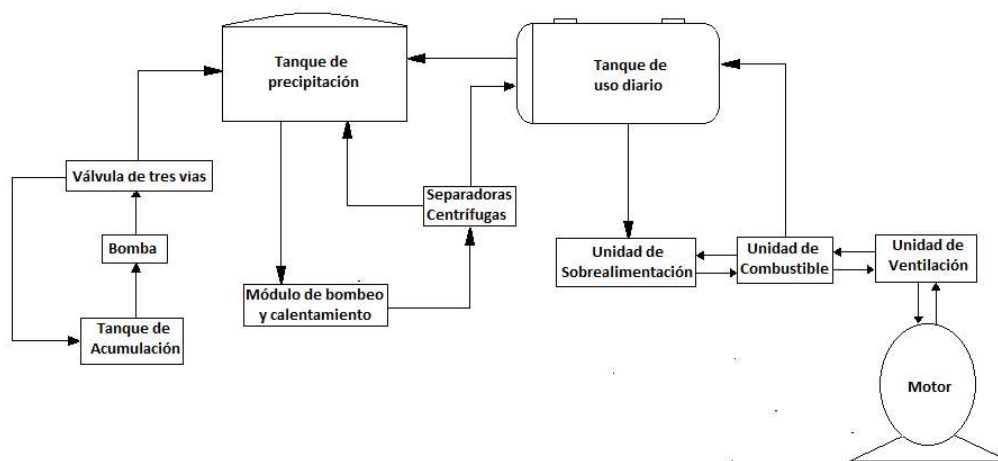 Tanque de
precipitación
Tanque de
uso diario
Válvula de tres vias
Separadoras
Centrífugas
Bomba
Unidad de
Sobrealimentación
Unidad de
Combustible
Unidad de
Ventilación
Módulo de bombeo
y calentamiento
Tanque de
Acumulación
Motor